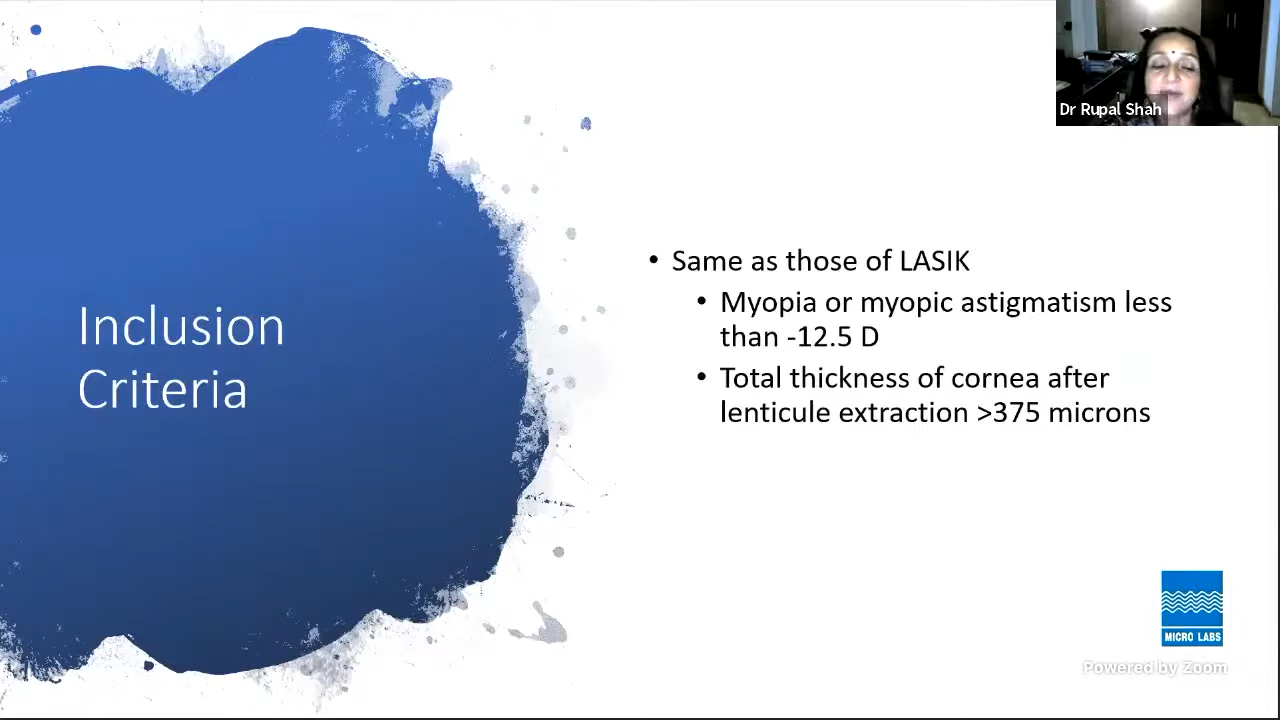 Dr Rupal Shah
Inclusion
Criteria
• Same as those of LASIK
• Myopia or myopic astigmatism less
than -12.5 D
• Total thickness of cornea after
lenticule extraction >375 microns
MICRO LABS
Powered by Zoom